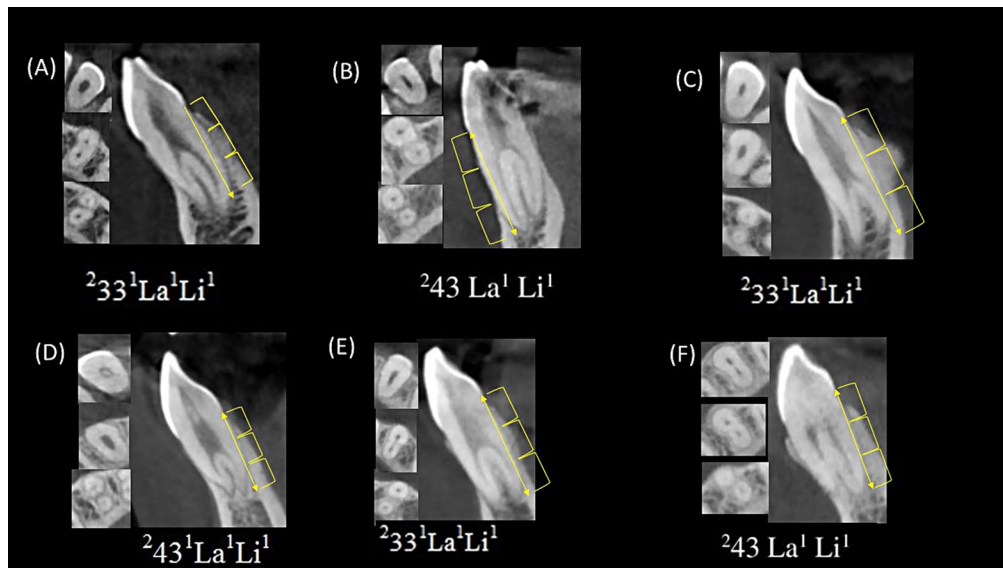 (A)
(B)
(C)
²33¹La¹Li¹
²43 La¹ Li¹
²33¹La¹Li¹
(D)
(E)
(F)
²43¹La¹Li¹
²33¹La¹Li¹
²43 La¹ Li¹